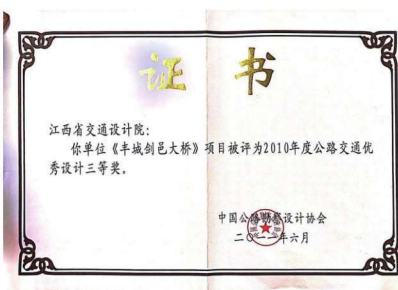 证书
江西省交通设计院：
你单位《丰城剑邑大桥》项目被评为2010年度公路交通优
秀设计三等奖。
中国公路勘察设计协会
二〇一一年六月